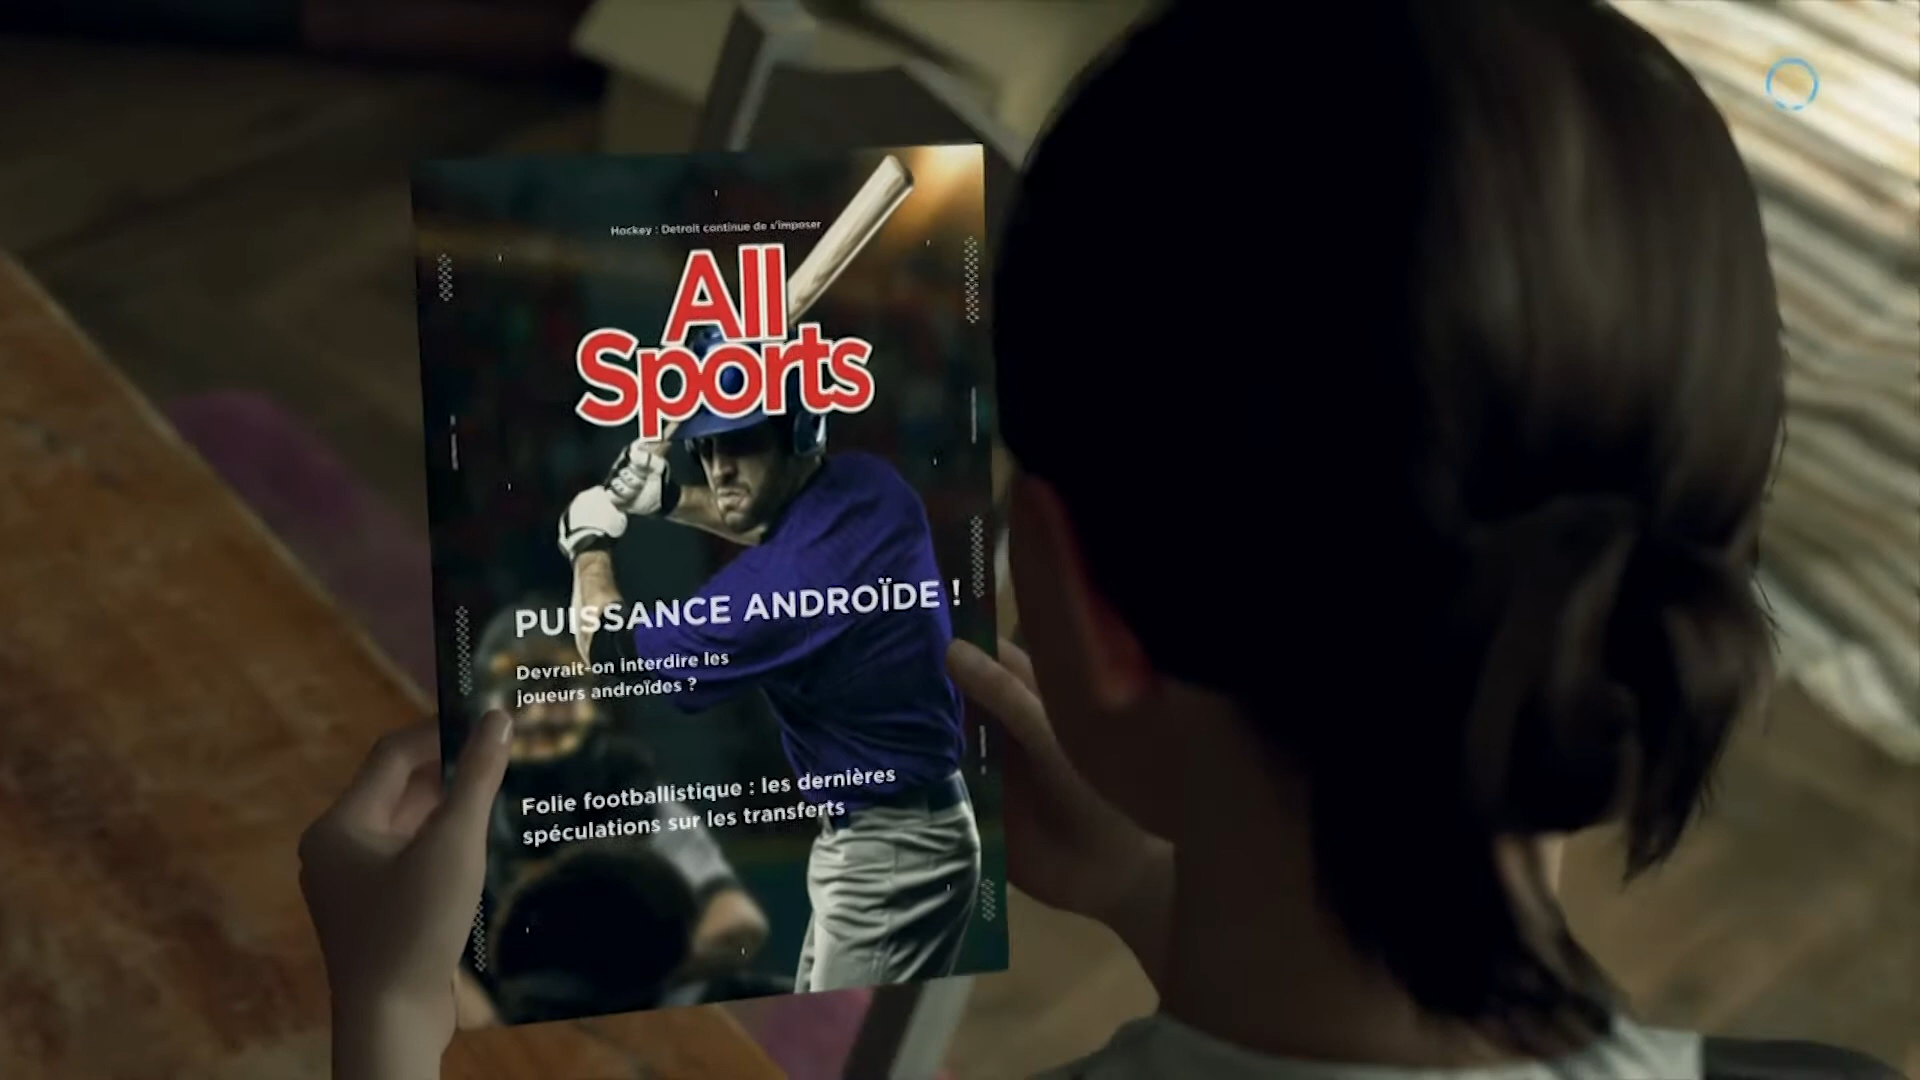 Hockey : Detroit continue de s'imposer
All
Sports
PUISSANCE ANDROÏDE !
Devrait-on interdire les
joueurs androïdes ?
Folie footballistique : les dernières
spéculations sur les transferts